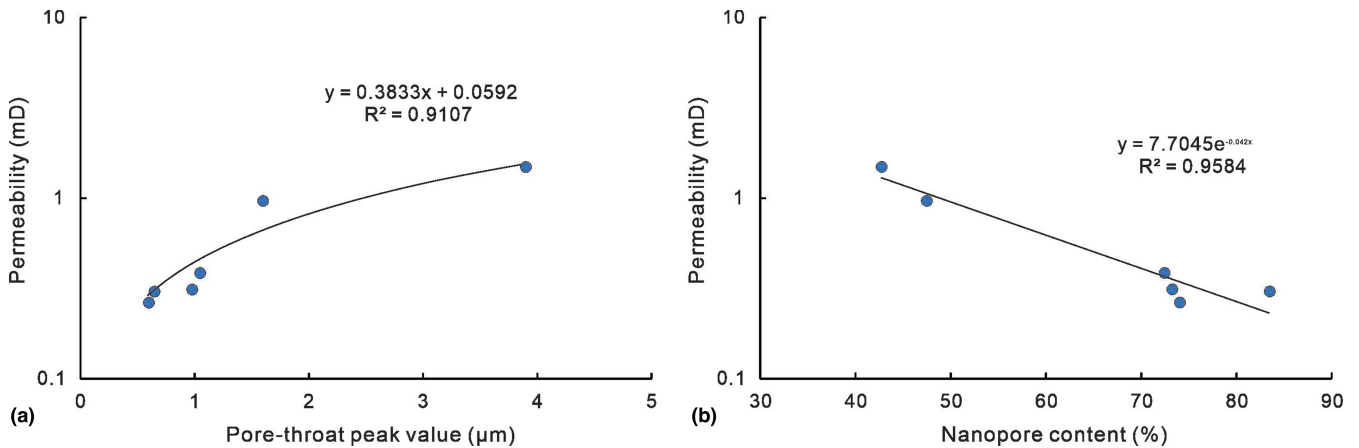 10
1
0.1
Permeability (mD)
y = 0.3833x + 0.0592
R² = 0.9107
0 1 2 3 4 5
(a)
Pore-throat peak value (μm)
10
1
0.1
Permeability (mD)
y = 7.7045e⁻⁰·⁰⁴²ˣ
R² = 0.9584
30 40 50 60 70 80 90
(b)
Nanopore content (%)